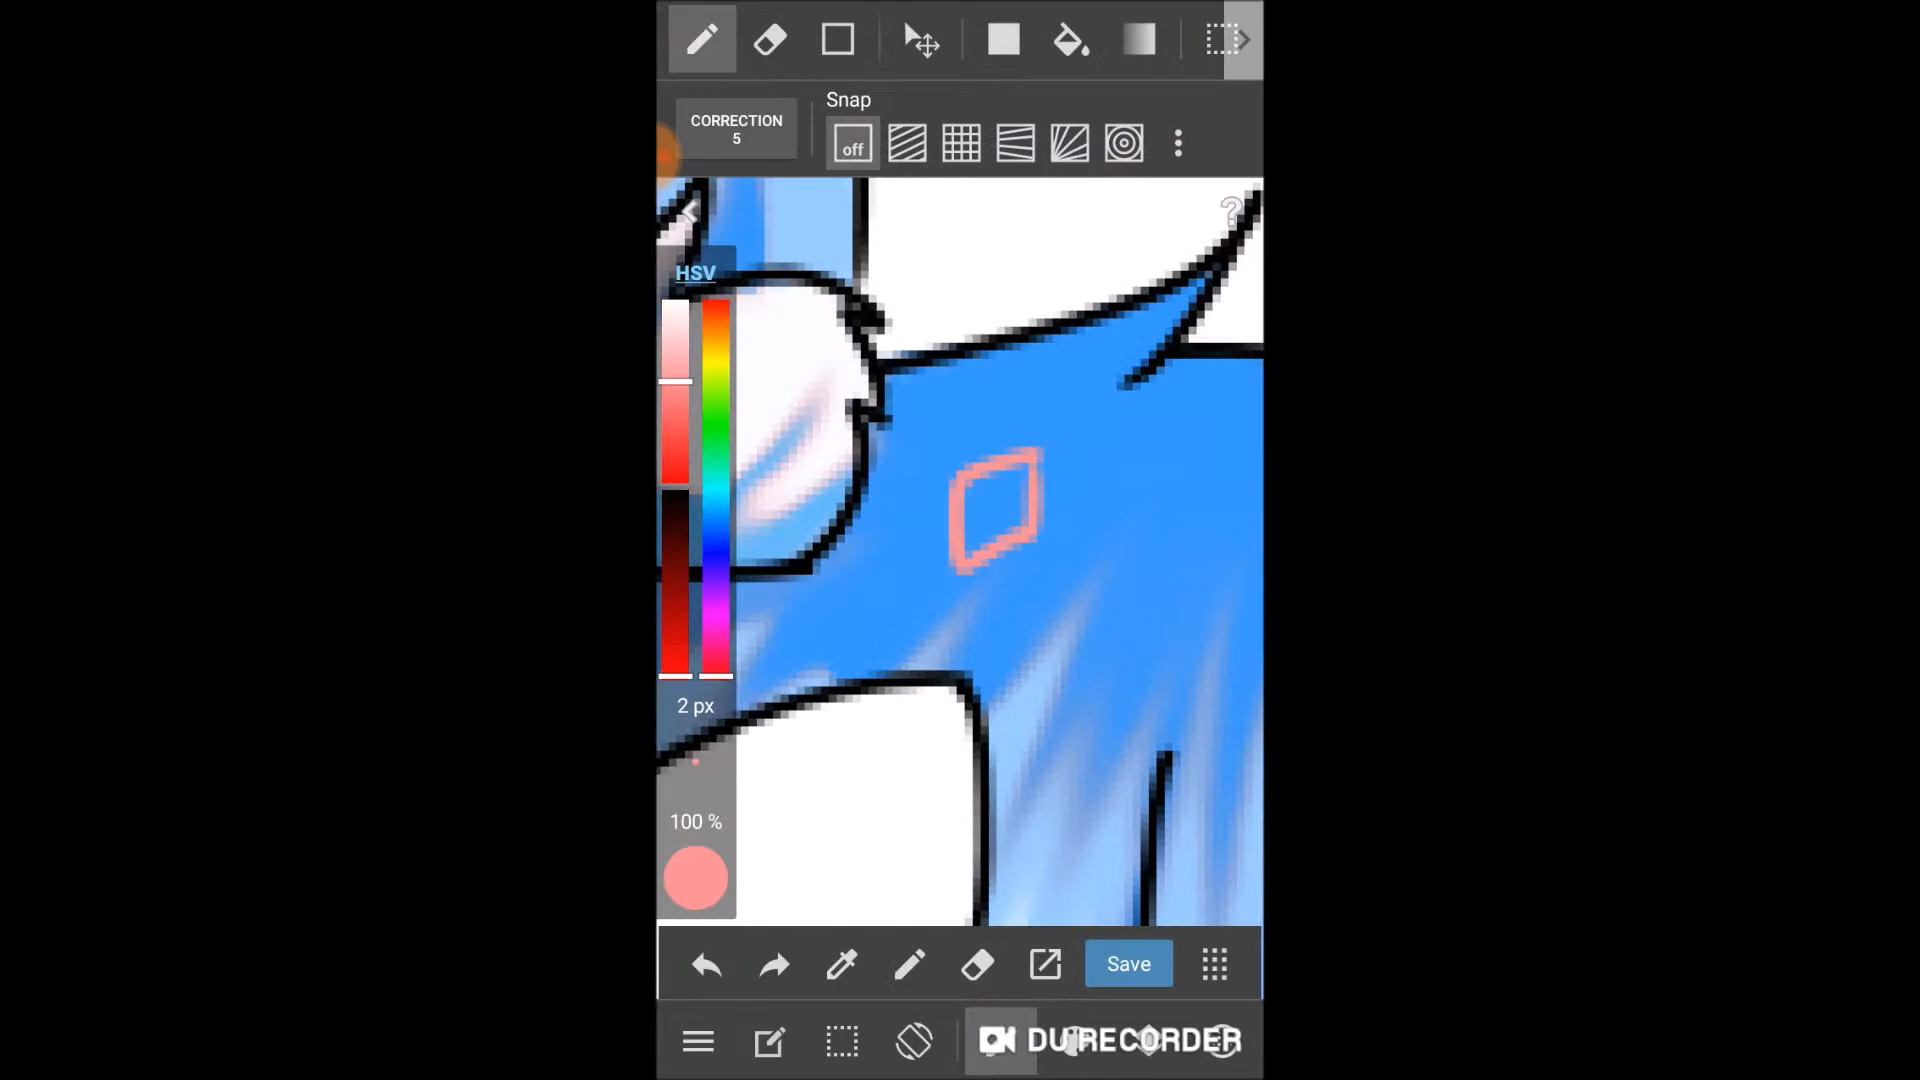 CORRECTION
5
Snap
off
?
HSV
2 px
100 %
Save
DU RECORDER